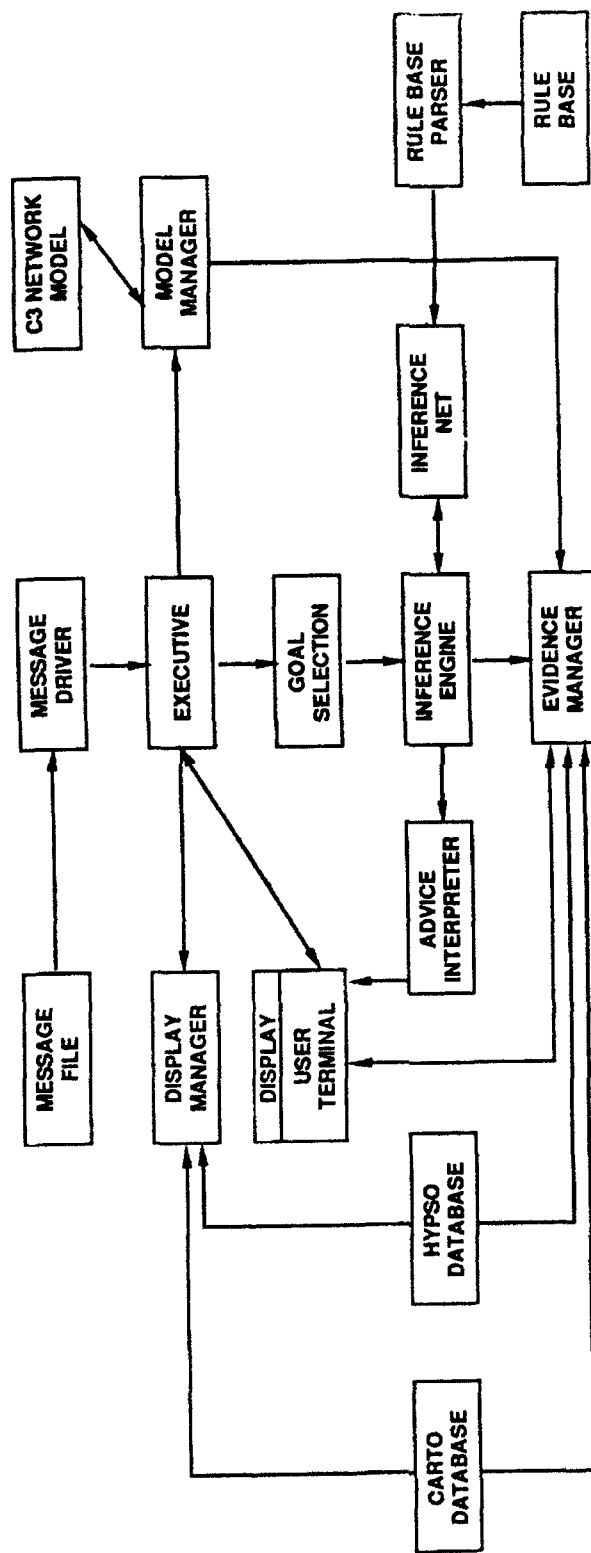 MESSAGE
FILE
MESSAGE
DRIVER
C3 NETWORK
MODEL
DISPLAY
MANAGER
EXECUTIVE
MODEL
MANAGER
DISPLAY
USER
TERMINAL
GOAL
SELECTION
CARTO
DATABASE
HYPSO
DATABASE
ADVICE
INTERPRETER
INFERENCE
ENGINE
INFERENCE
NET
RULE BASE
PARSER
EVIDENCE
MANAGER
RULE
BASE